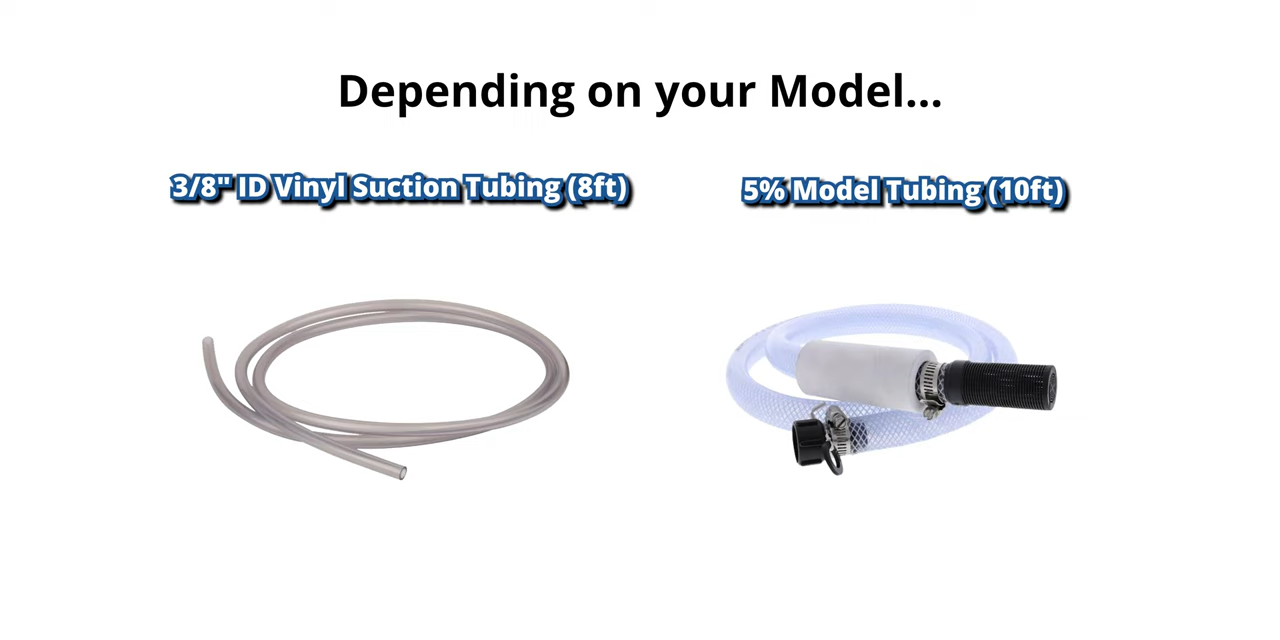 Depending on your Model...
3/8" ID Vinyl Suction Tubing (8ft)
5% Model Tubing (10ft)